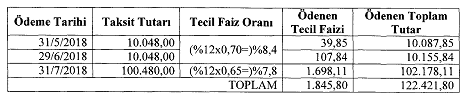 Ödeme Tarihi Taksit Tutarı Tecil Faiz Oranı Ödenen Tecil Faizi Ödenen Toplam Tutar
31/5/2018 10.048,00 (%12x0,70=)%8,4 39,85 10.087,85
29/6/2018 10.048,00 107,84 10.155,84
31/7/2018 100.480,00 (%12x0,65=)%7,8 1.698,11 102.178,11
TOPLAM 1.845,80 122.421,80